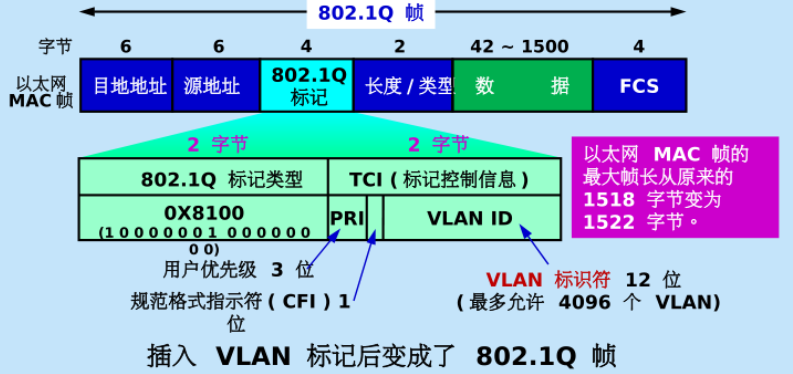 802.1Q 帧
字节 6 6 4 2 42 ~ 1500 4
以太网
MAC 帧
目地地址 源地址 802.1Q
标记 长度 / 类型 数 据 FCS
2 字节 2 字节
802.1Q 标记类型 TCI ( 标记控制信息 )
0X8100
(1 0 0 0 0 0 0 1 0 0 0 0 0 0
0 0)
PRI VLAN ID
用户优先级 3 位
规范格式指示符 ( CFI ) 1
位
VLAN 标识符 12 位
( 最多允许 4096 个 VLAN)
以太网 MAC 帧的
最大帧长从原来的
1518 字节变为
1522 字节。
插入 VLAN 标记后变成了 802.1Q 帧